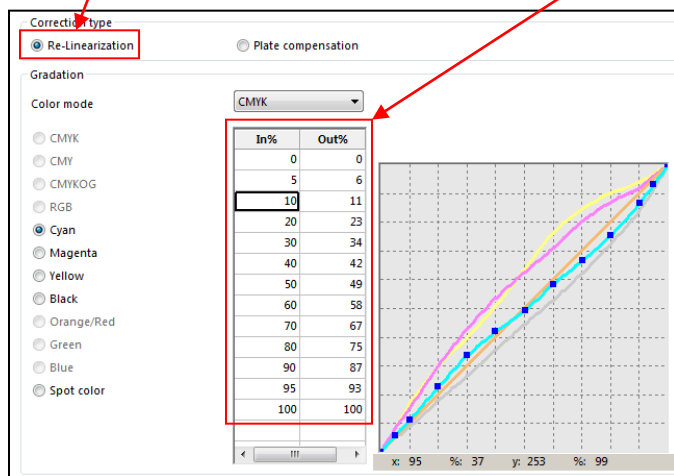 Correction type
Re-Linearization Plate compensation
Gradation
Color mode CMYK
CMYK
CMY
CMYKOG
RGB
Cyan
Magenta
Yellow
Black
Orange/Red
Green
Blue
Spot color
In% Out%
0 0
5 6
10 11
20 23
30 34
40 42
50 49
60 58
70 67
80 75
90 87
95 93
100 100
x: 95 %: 37 y: 253 %: 99